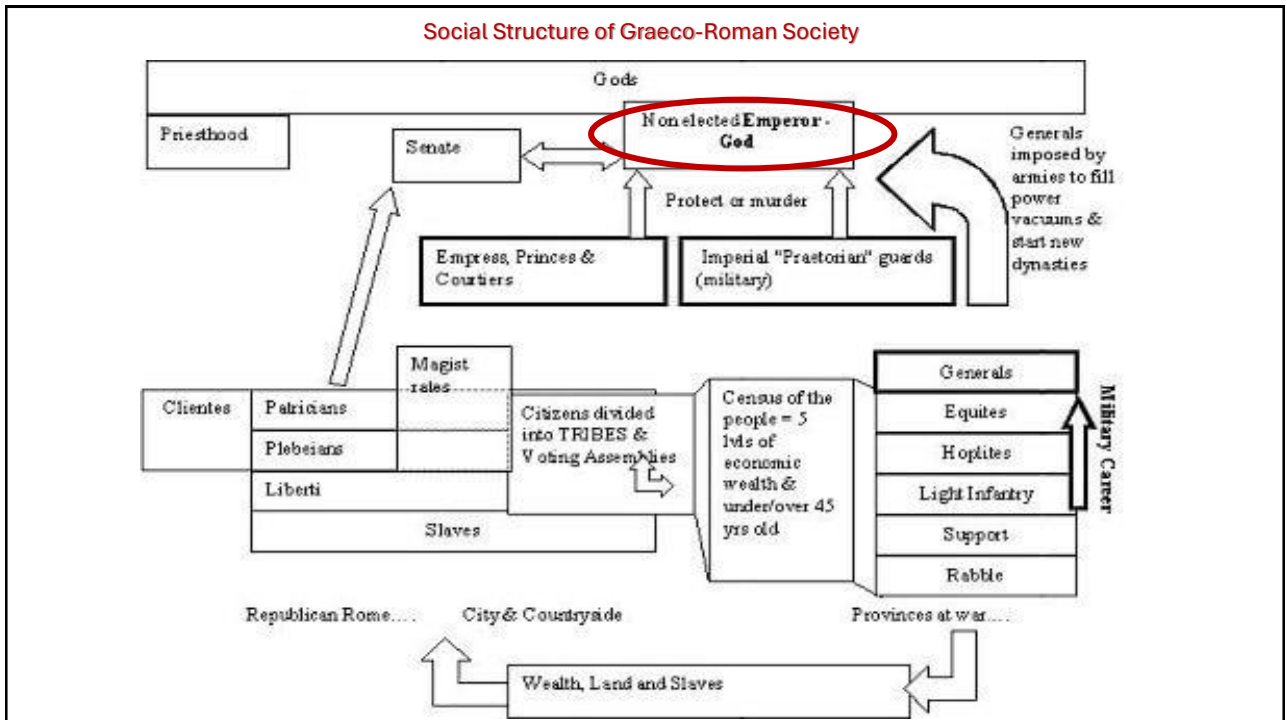 Social Structure of Graeco-Roman Society
Gods
Priesthood
Senate
Non elected Emperor -
God
Generals
imposed by
armies to fill
power
vacuums &
start new
dynasties
Protect or murder
Empress, Princes &
Courtiers
Imperial "Praetorian" guards
(military)
Clientes
Patricians
Plebeians
Liberti
Slaves
Magist
rates
Citizens divided
into TRIBES &
Voting Assemblies
Census of the
people = 5
lvls of
economic
wealth &
under/over 45
yrs old
Generals
Equites
Hoplites
Light Infantry
Support
Rabble
Military Career
Republican Rome....
City & Countryside
Provinces at war....
Wealth, Land and Slaves